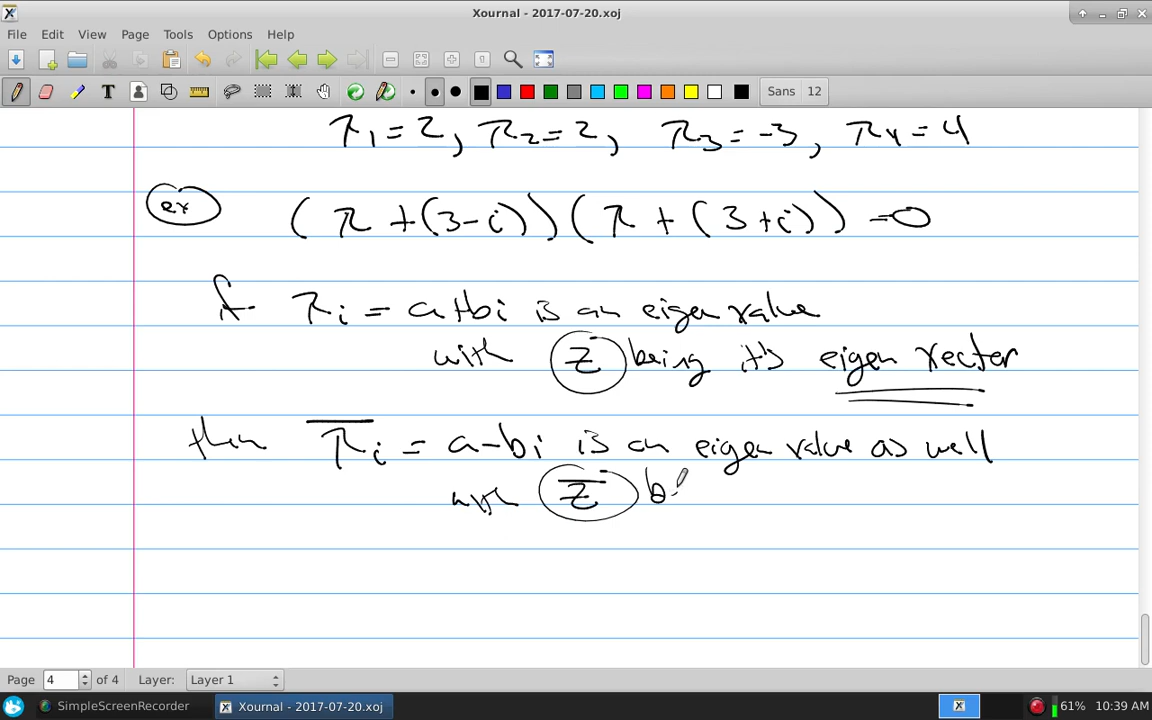 Xournal - 2017-07-20.xoj
File Edit View Page Tools Options Help
Sans 12
λ1 = 2, λ2 = 2, λ3 = -3, λ4 = 4
ex (λ + (3-i))(λ + (3+i)) = 0
If λi = a+bi is an eigen value
with z being it's eigen vector
then λ̅i = a-bi is an eigen value as well
with z̅ b
Page 4 of 4 Layer: Layer 1
SimpleScreenRecorder Xournal - 2017-07-20.xoj 61% 10:39 AM